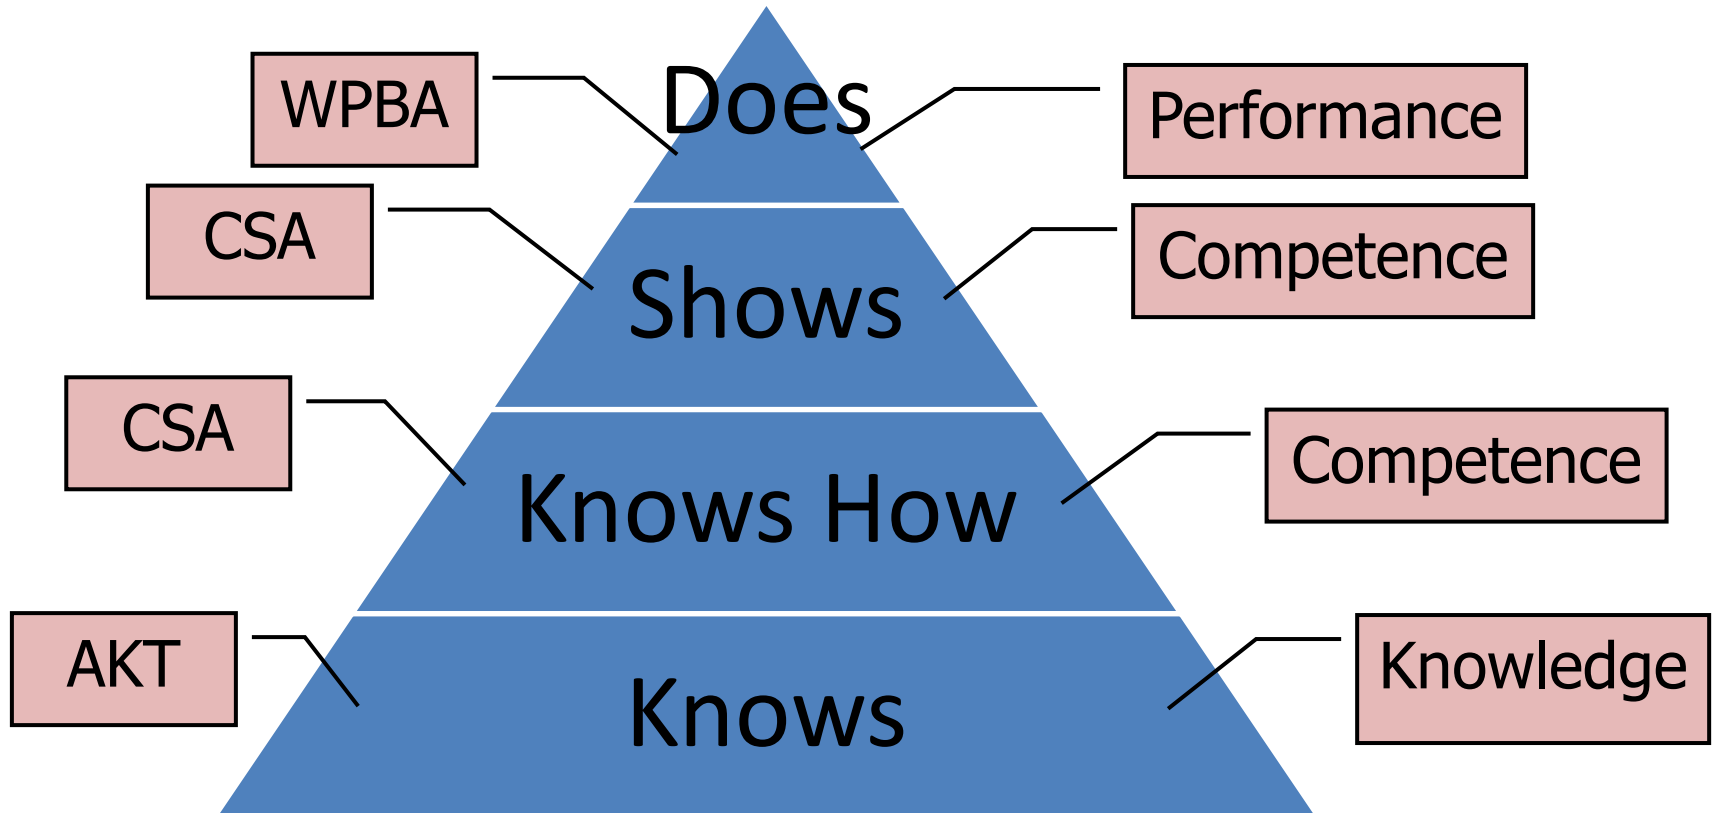 WPBA
Does
Performance
CSA
Shows
Competence
CSA
Knows How
Competence
AKT
Knows
Knowledge